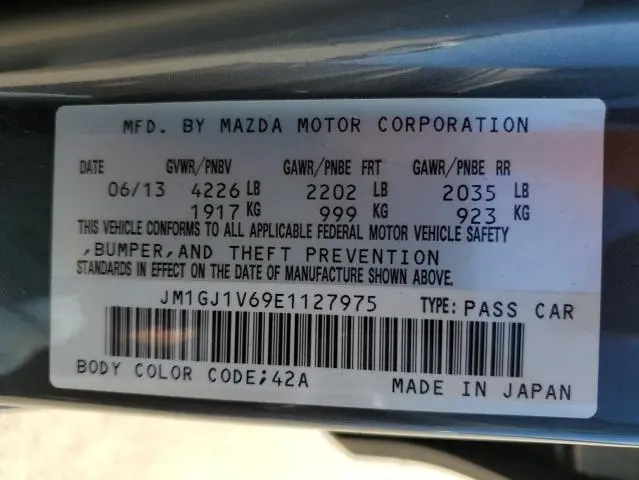 MFD. BY MAZDA MOTOR CORPORATION
DATE GVWR/PNBV GAWR/PNBE FRT GAWR/PNBE RR
06/13 4226 LB 2202 LB 2035 LB
1917 KG 999 KG 923 KG
THIS VEHICLE CONFORMS TO ALL APPLICABLE FEDERAL MOTOR VEHICLE SAFETY
,BUMPER,AND THEFT PREVENTION
STANDARDS IN EFFECT ON THE DATE OF MANUFACTURE SHOWN ABOVE.
JM1GJ1V69E1127975 TYPE: PASS CAR
BODY COLOR CODE;42A MADE IN JAPAN